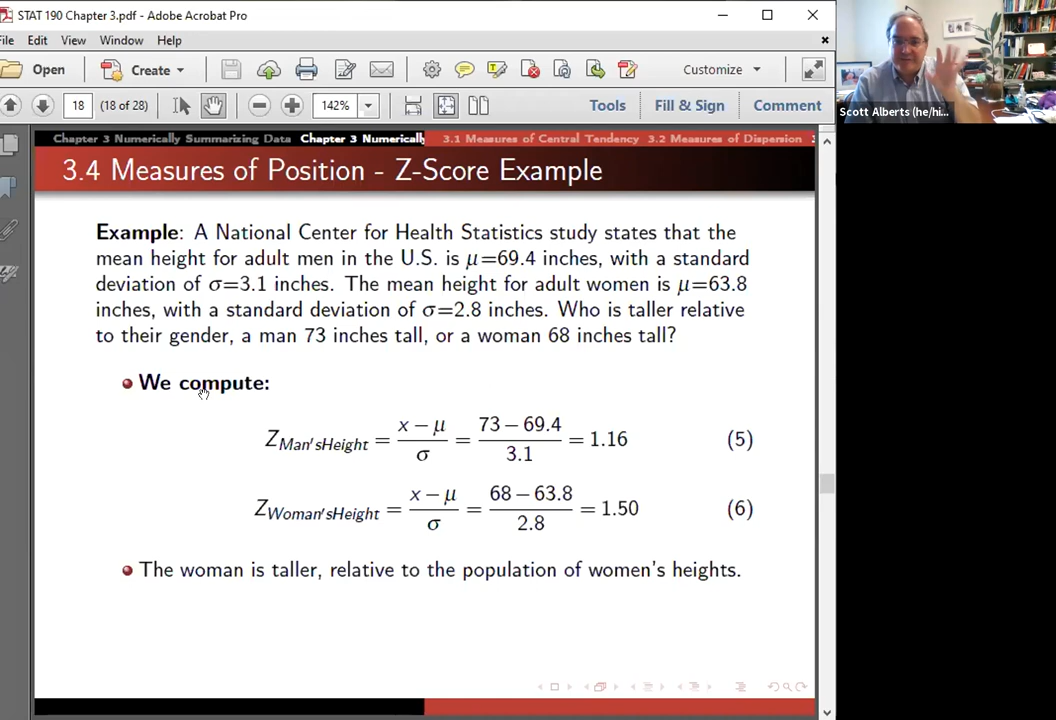 STAT 190 Chapter 3.pdf - Adobe Acrobat Pro
File Edit View Window Help
Open Create Customize
18 (18 of 28) 142% Tools Fill & Sign Comment
Scott Alberts (he/hi...
Chapter 3 Numerically Summarizing Data Chapter 3 Numerically 3.1 Measures of Central Tendency 3.2 Measures of Dispersion
3.4 Measures of Position - Z-Score Example
Example: A National Center for Health Statistics study states that the
mean height for adult men in the U.S. is μ=69.4 inches, with a standard
deviation of σ=3.1 inches. The mean height for adult women is μ=63.8
inches, with a standard deviation of σ=2.8 inches. Who is taller relative
to their gender, a man 73 inches tall, or a woman 68 inches tall?
We compute:
Z_{Man'sHeight} = (x − μ)/σ = (73 − 69.4)/3.1 = 1.16 (5)
Z_{Woman'sHeight} = (x − μ)/σ = (68 − 63.8)/2.8 = 1.50 (6)
The woman is taller, relative to the population of women's heights.